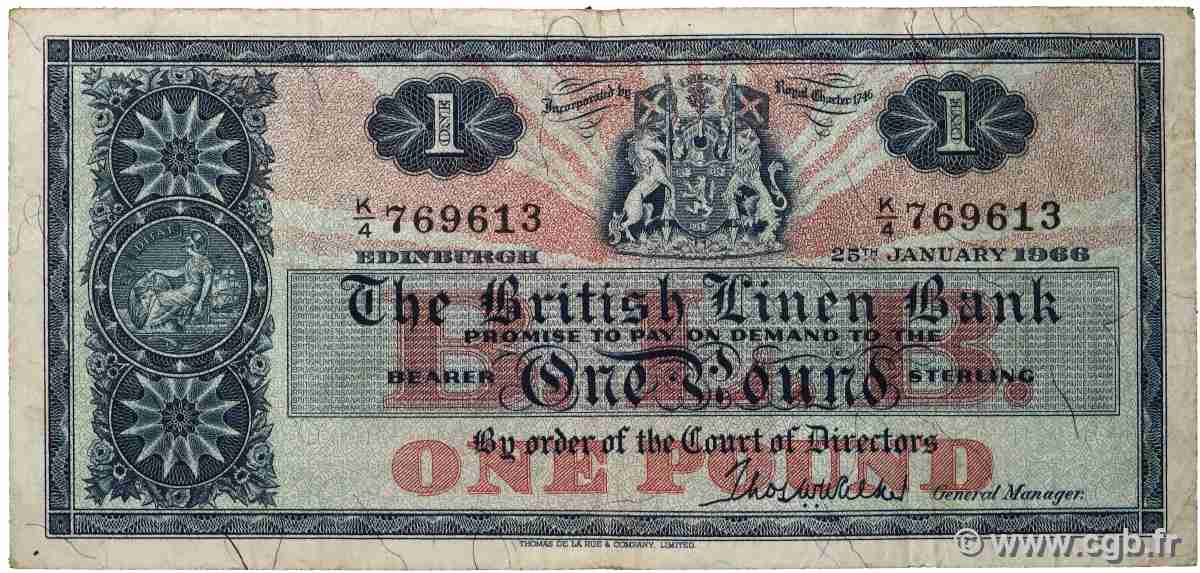 Incorporated by Royal Charter 1746
1 ONE
1 ONE
K/4 769613
K/4 769613
EDINBURGH
25TH JANUARY 1966
The British Linen Bank
B.L.B.
PROMISE TO PAY ON DEMAND TO THE
BEARER One Pound STERLING
By order of the Court of Directors
ONE POUND
General Manager.
THOMAS DE LA RUE & COMPANY, LIMITED.
© www.cgb.fr